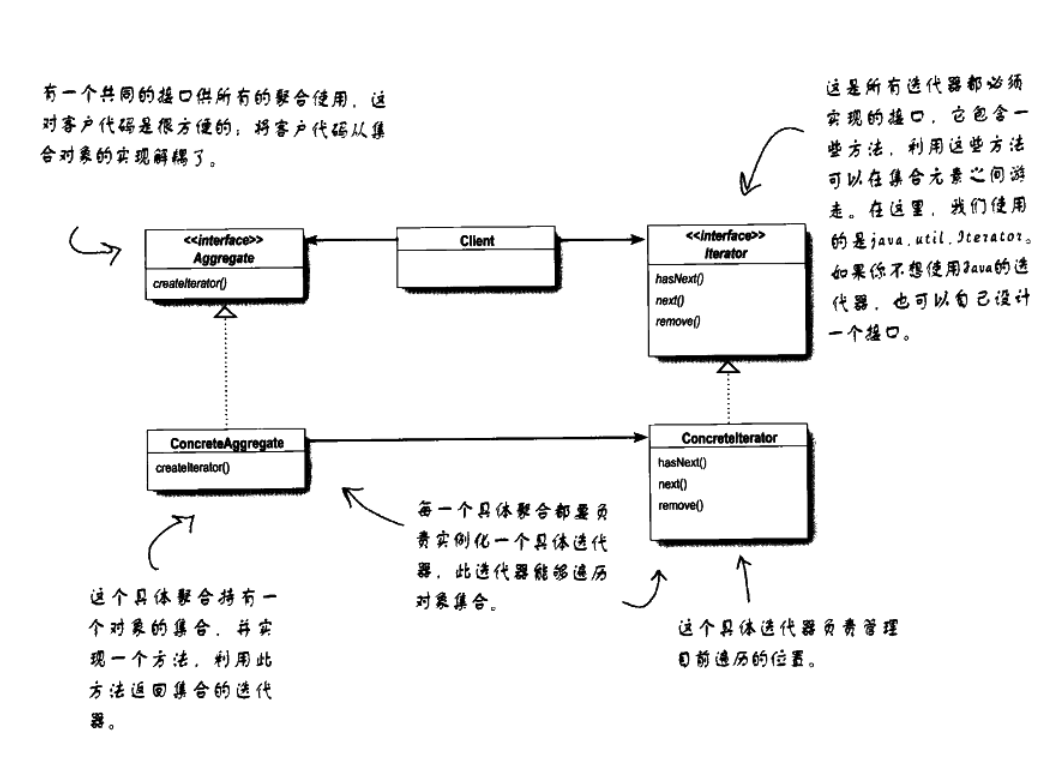 有一个共同的接口供所有的聚合使用，这
对客户代码是很方便的；将客户代码从集
合对象的实现解耦了。
这是所有迭代器都必须
实现的接口，它包含一
些方法，利用这些方法
可以在集合元素之间游
走。在这里，我们使用
的是java.util.Iterator。
如果你不想使用Java的迭
代器，也可以自己设计
一个接口。
<<interface>>
Aggregate
createIterator()
Client
<<interface>>
Iterator
hasNext()
next()
remove()
ConcreteAggregate
createIterator()
ConcreteIterator
hasNext()
next()
remove()
每一个具体聚合都要负
责实例化一个具体迭代
器，此迭代器能够遍历
对象集合。
这个具体聚合持有一
个对象的集合，并实
现一个方法，利用此
方法返回集合的迭代
器。
这个具体迭代器负责管理
目前遍历的位置。